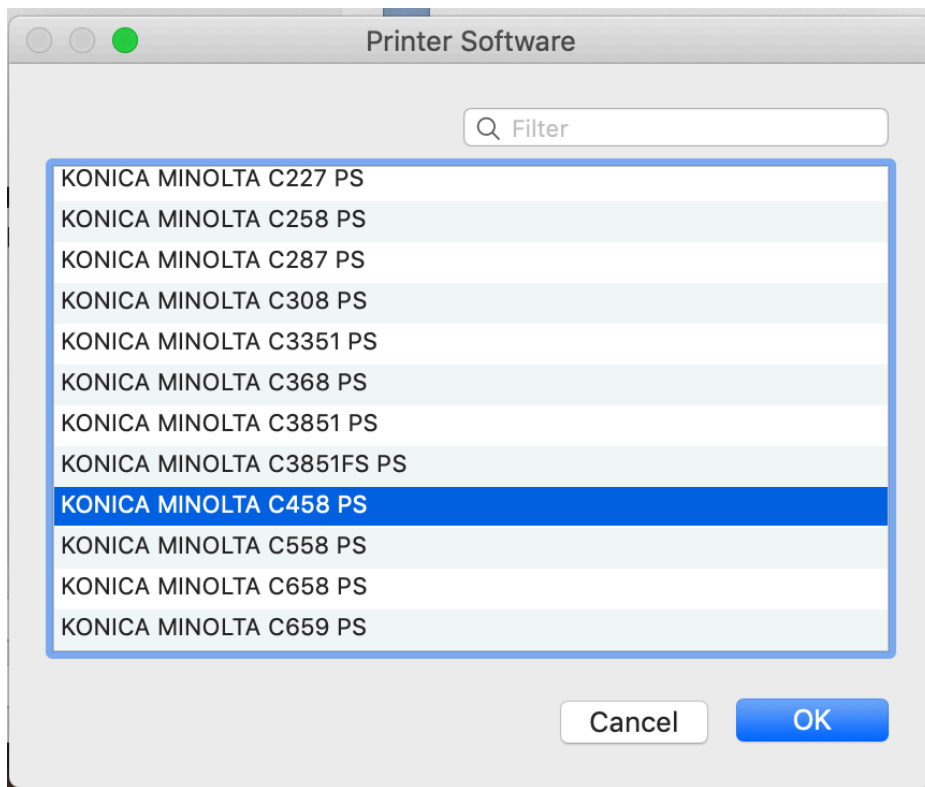 Printer Software
Filter
KONICA MINOLTA C227 PS
KONICA MINOLTA C258 PS
KONICA MINOLTA C287 PS
KONICA MINOLTA C308 PS
KONICA MINOLTA C3351 PS
KONICA MINOLTA C368 PS
KONICA MINOLTA C3851 PS
KONICA MINOLTA C3851FS PS
KONICA MINOLTA C458 PS
KONICA MINOLTA C558 PS
KONICA MINOLTA C658 PS
KONICA MINOLTA C659 PS
Cancel OK